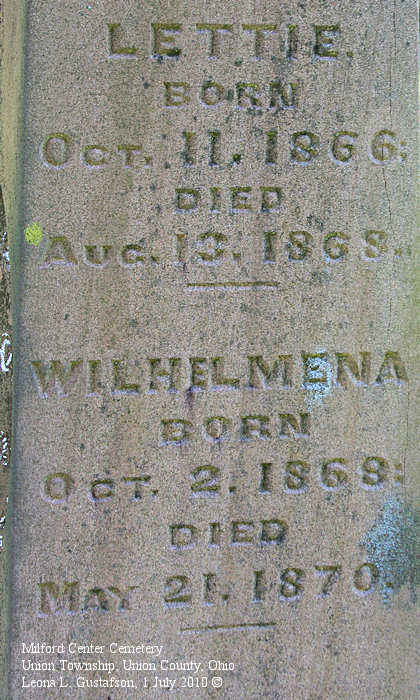 LETTIE.
BORN
OCT. 11. 1866:
DIED
AUG. 13. 1868.
WILHELMENA
BORN
OCT. 2. 1868:
DIED
MAY 21. 1870.
Milford Center Cemetery
Union Township, Union County, Ohio
Leona L. Gustafson, 1 July 2010 ©